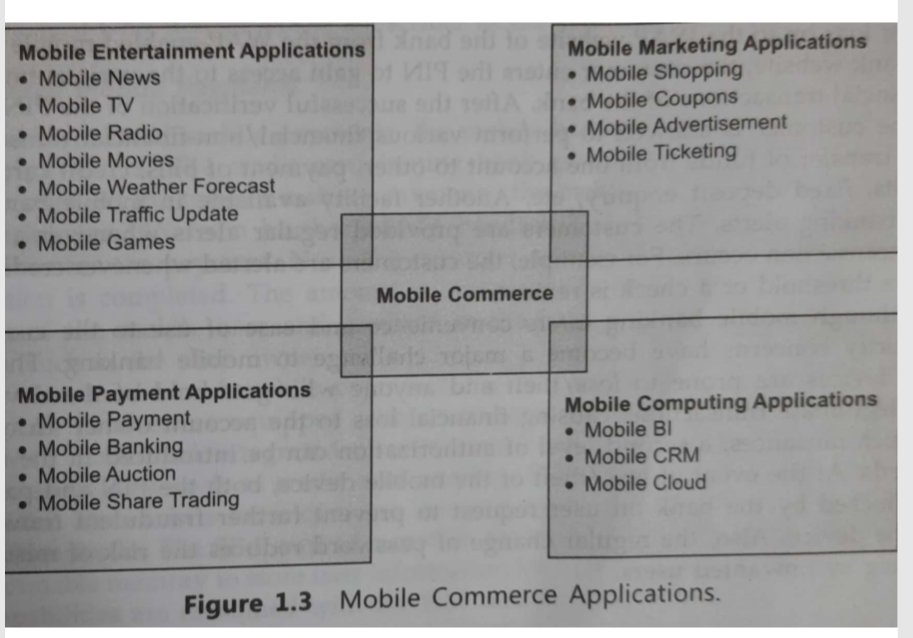 Mobile Entertainment Applications
• Mobile News
• Mobile TV
• Mobile Radio
• Mobile Movies
• Mobile Weather Forecast
• Mobile Traffic Update
• Mobile Games
Mobile Marketing Applications
• Mobile Shopping
• Mobile Coupons
• Mobile Advertisement
• Mobile Ticketing
Mobile Commerce
Mobile Payment Applications
• Mobile Payment
• Mobile Banking
• Mobile Auction
• Mobile Share Trading
Mobile Computing Applications
• Mobile BI
• Mobile CRM
• Mobile Cloud
Figure 1.3 Mobile Commerce Applications.